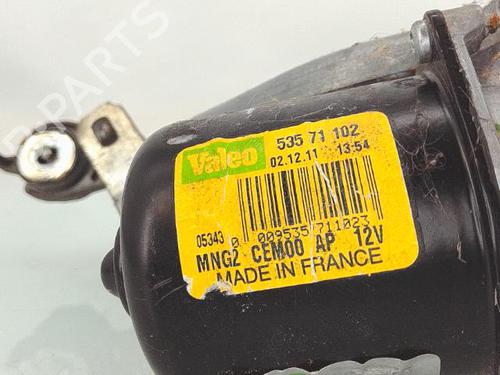 PARTS
Valeo 535 71 102
02.12.11 13:54
05343 0 009535711023
MNG2 CEM00 AP 12V
MADE IN FRANCE